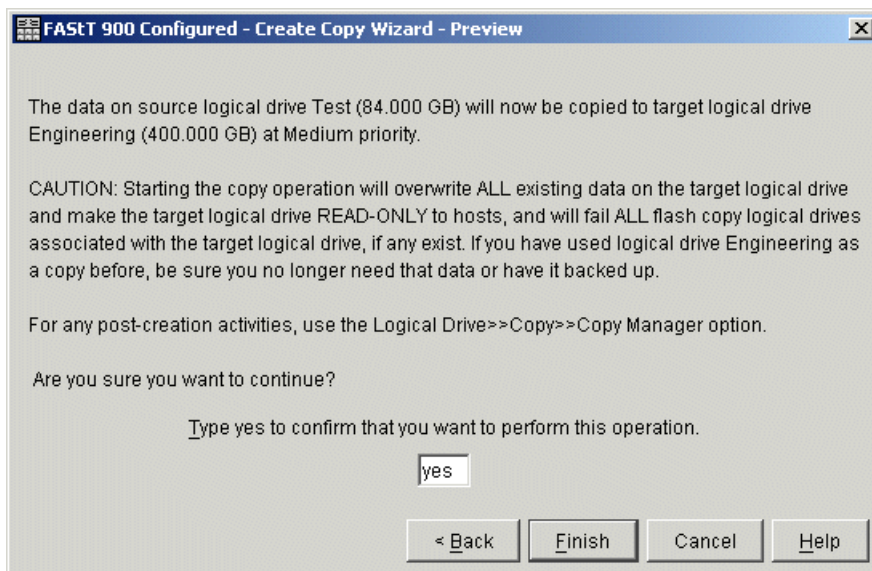 FAStT 900 Configured - Create Copy Wizard - Preview
The data on source logical drive Test (84.000 GB) will now be copied to target logical drive
Engineering (400.000 GB) at Medium priority.
CAUTION: Starting the copy operation will overwrite ALL existing data on the target logical drive
and make the target logical drive READ-ONLY to hosts, and will fail ALL flash copy logical drives
associated with the target logical drive, if any exist. If you have used logical drive Engineering as
a copy before, be sure you no longer need that data or have it backed up.
For any post-creation activities, use the Logical Drive>>Copy>>Copy Manager option.
Are you sure you want to continue?
Type yes to confirm that you want to perform this operation.
yes
< Back Finish Cancel Help